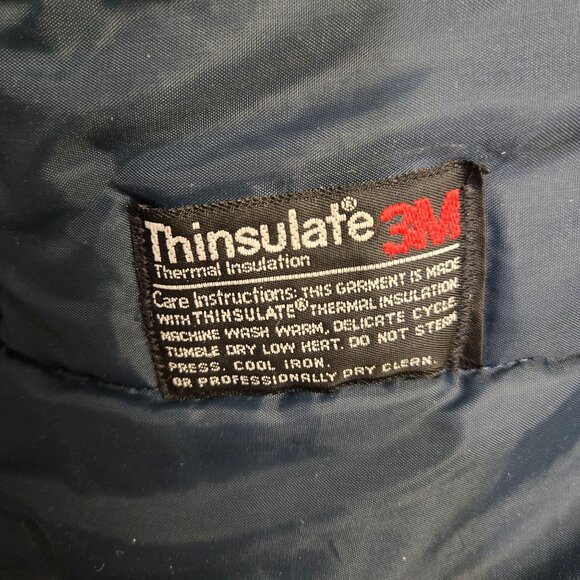 Thinsulate® 3M
Thermal Insulation
Care Instructions: THIS GARMENT IS MADE
WITH THINSULATE® THERMAL INSULATION
MACHINE WASH WARM, DELICATE CYCLE.
TUMBLE DRY LOW HEAT. DO NOT STEAM
PRESS. COOL IRON.
OR PROFESSIONALLY DRY CLEAN.